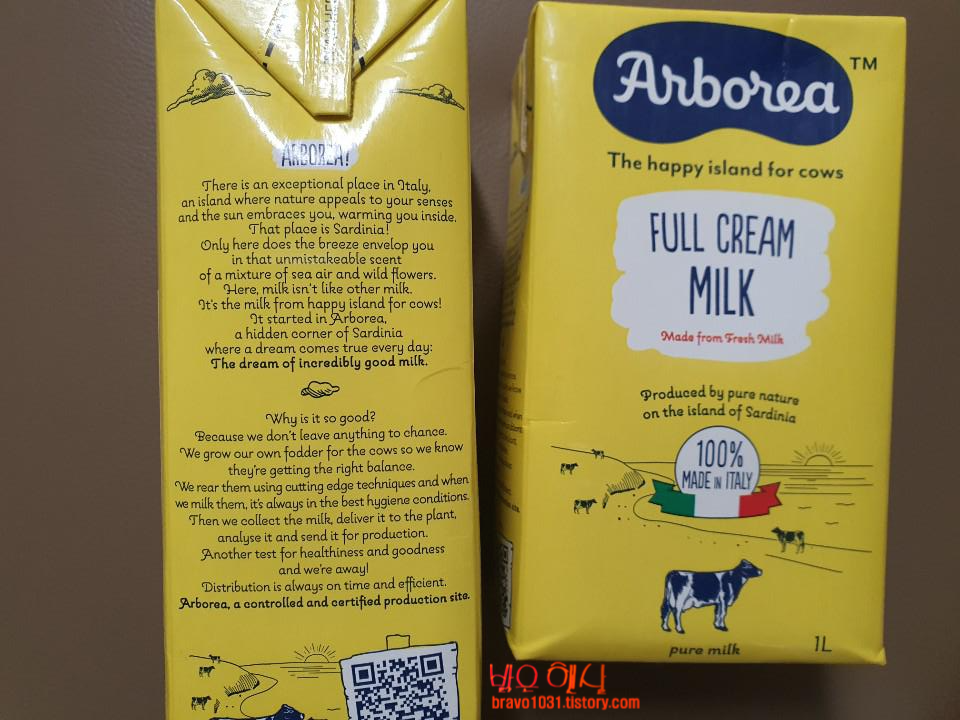 ARBOREA!
There is an exceptional place in Italy,
an island where nature appeals to your senses
and the sun embraces you, warming you inside.
That place is Sardinia!
Only here does the breeze envelop you
in that unmistakeable scent
of a mixture of sea air and wild flowers.
Here, milk isn't like other milk.
It's the milk from happy island for cows!
It started in Arborea,
a hidden corner of Sardinia
where a dream comes true every day:
The dream of incredibly good milk.
Why is it so good?
Because we don't leave anything to chance.
We grow our own fodder for the cows so we know
they're getting the right balance.
We rear them using cutting edge techniques and when
we milk them, it's always in the best hygiene conditions.
Then we collect the milk, deliver it to the plant,
analyse it and send it for production.
Another test for healthiness and goodness
and we're away!
Distribution is always on time and efficient.
Arborea, a controlled and certified production site.
Arborea TM
The happy island for cows
FULL CREAM
MILK
Made from Fresh Milk
Produced by pure nature
on the island of Sardinia
100%
MADE IN ITALY
pure milk
1L
bravo1031.tistory.com